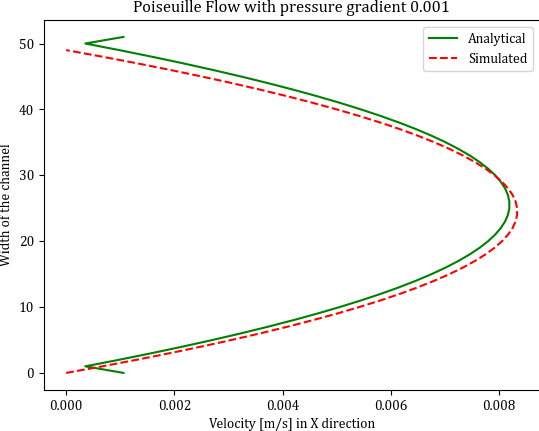 Poiseuille Flow with pressure gradient 0.001
Analytical
Simulated
Width of the channel
50
40
30
20
10
0
0.000 0.002 0.004 0.006 0.008
Velocity [m/s] in X direction